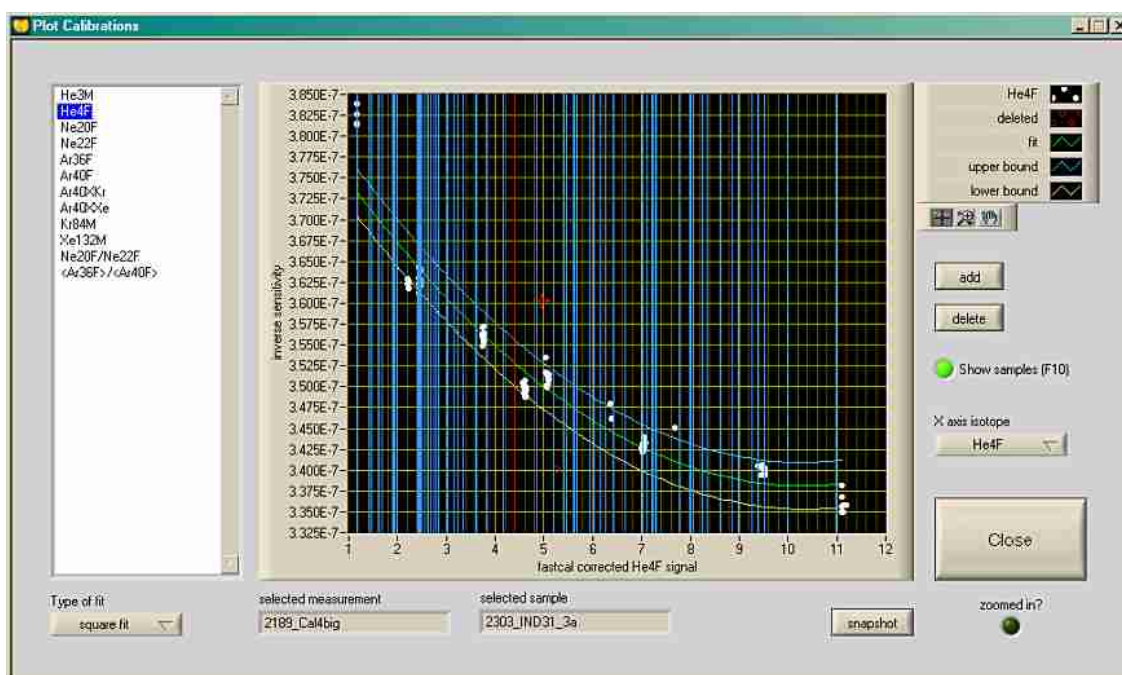 Plot Calibrations
He3M
He4F
Ne20F
Ne22F
Ar36F
Ar40F
Ar40XKr
Ar40XXe
Kr84M
Xe132M
Ne20F/Ne22F
<Ar36F>/<Ar40F>
inverse sensitivity
3.850E-7
3.825E-7
3.800E-7
3.775E-7
3.750E-7
3.725E-7
3.700E-7
3.675E-7
3.650E-7
3.625E-7
3.600E-7
3.575E-7
3.550E-7
3.525E-7
3.500E-7
3.475E-7
3.450E-7
3.425E-7
3.400E-7
3.375E-7
3.350E-7
3.325E-7
1 2 3 4 5 6 7 8 9 10 11 12
fastcal corrected He4F signal
He4F
deleted
fit
upper bound
lower bound
add
delete
Show samples (F10)
X axis isotope
He4F
Close
Type of fit
square fit
selected measurement
2189_Cal4big
selected sample
2303_IND31_3a
snapshot
zoomed in?